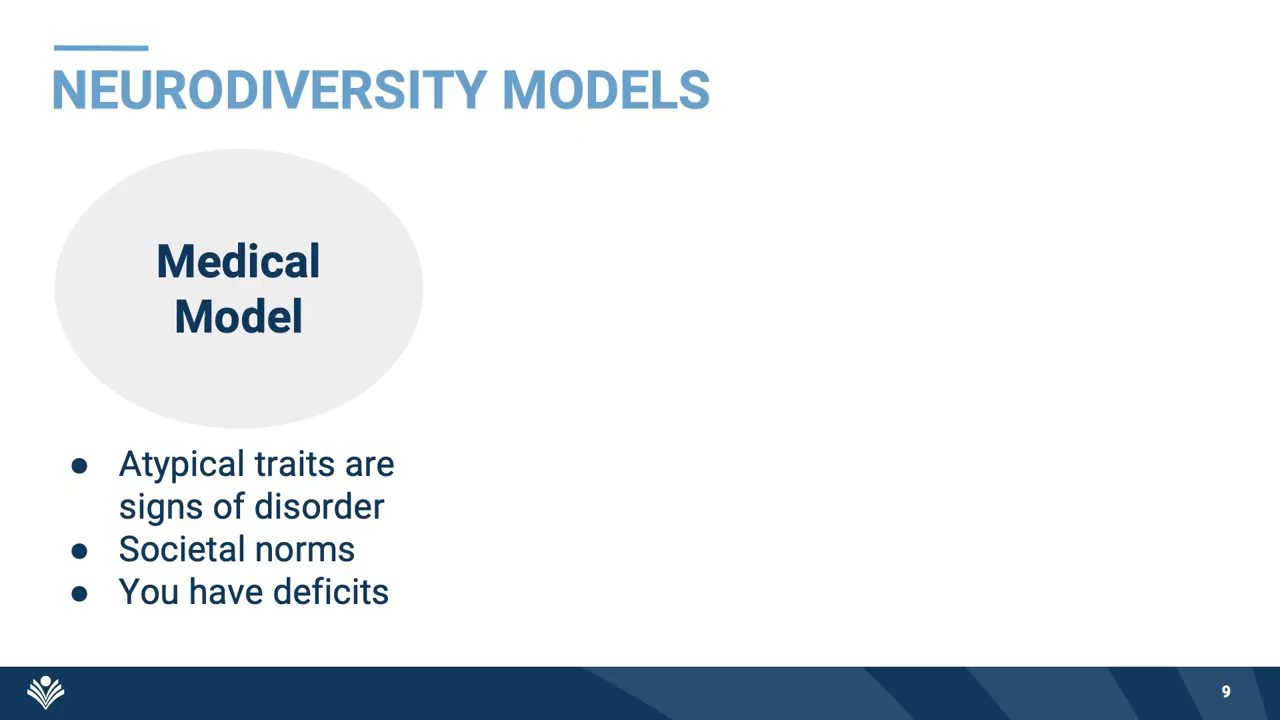 NEURODIVERSITY MODELS
Medical
Model
● Atypical traits are
signs of disorder
● Societal norms
● You have deficits
9